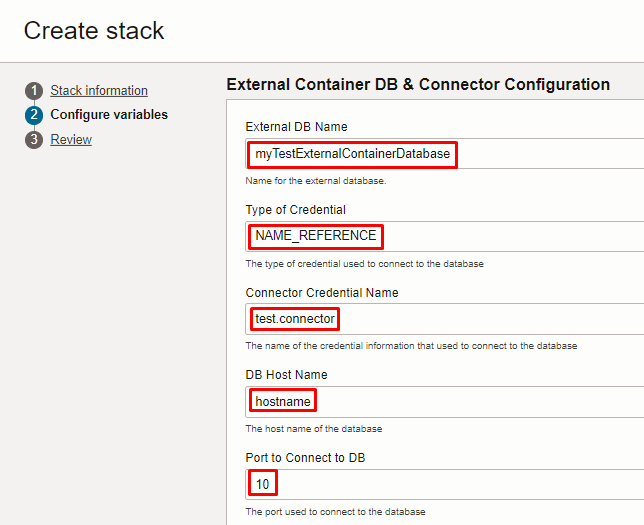 Create stack
1 Stack information
2 Configure variables
3 Review
External Container DB & Connector Configuration
External DB Name
myTestExternalContainerDatabase
Name for the external database.
Type of Credential
NAME_REFERENCE
The type of credential used to connect to the database
Connector Credential Name
test.connector
The name of the credential information that used to connect to the database
DB Host Name
hostname
The host name of the database
Port to Connect to DB
10
The port used to connect to the database